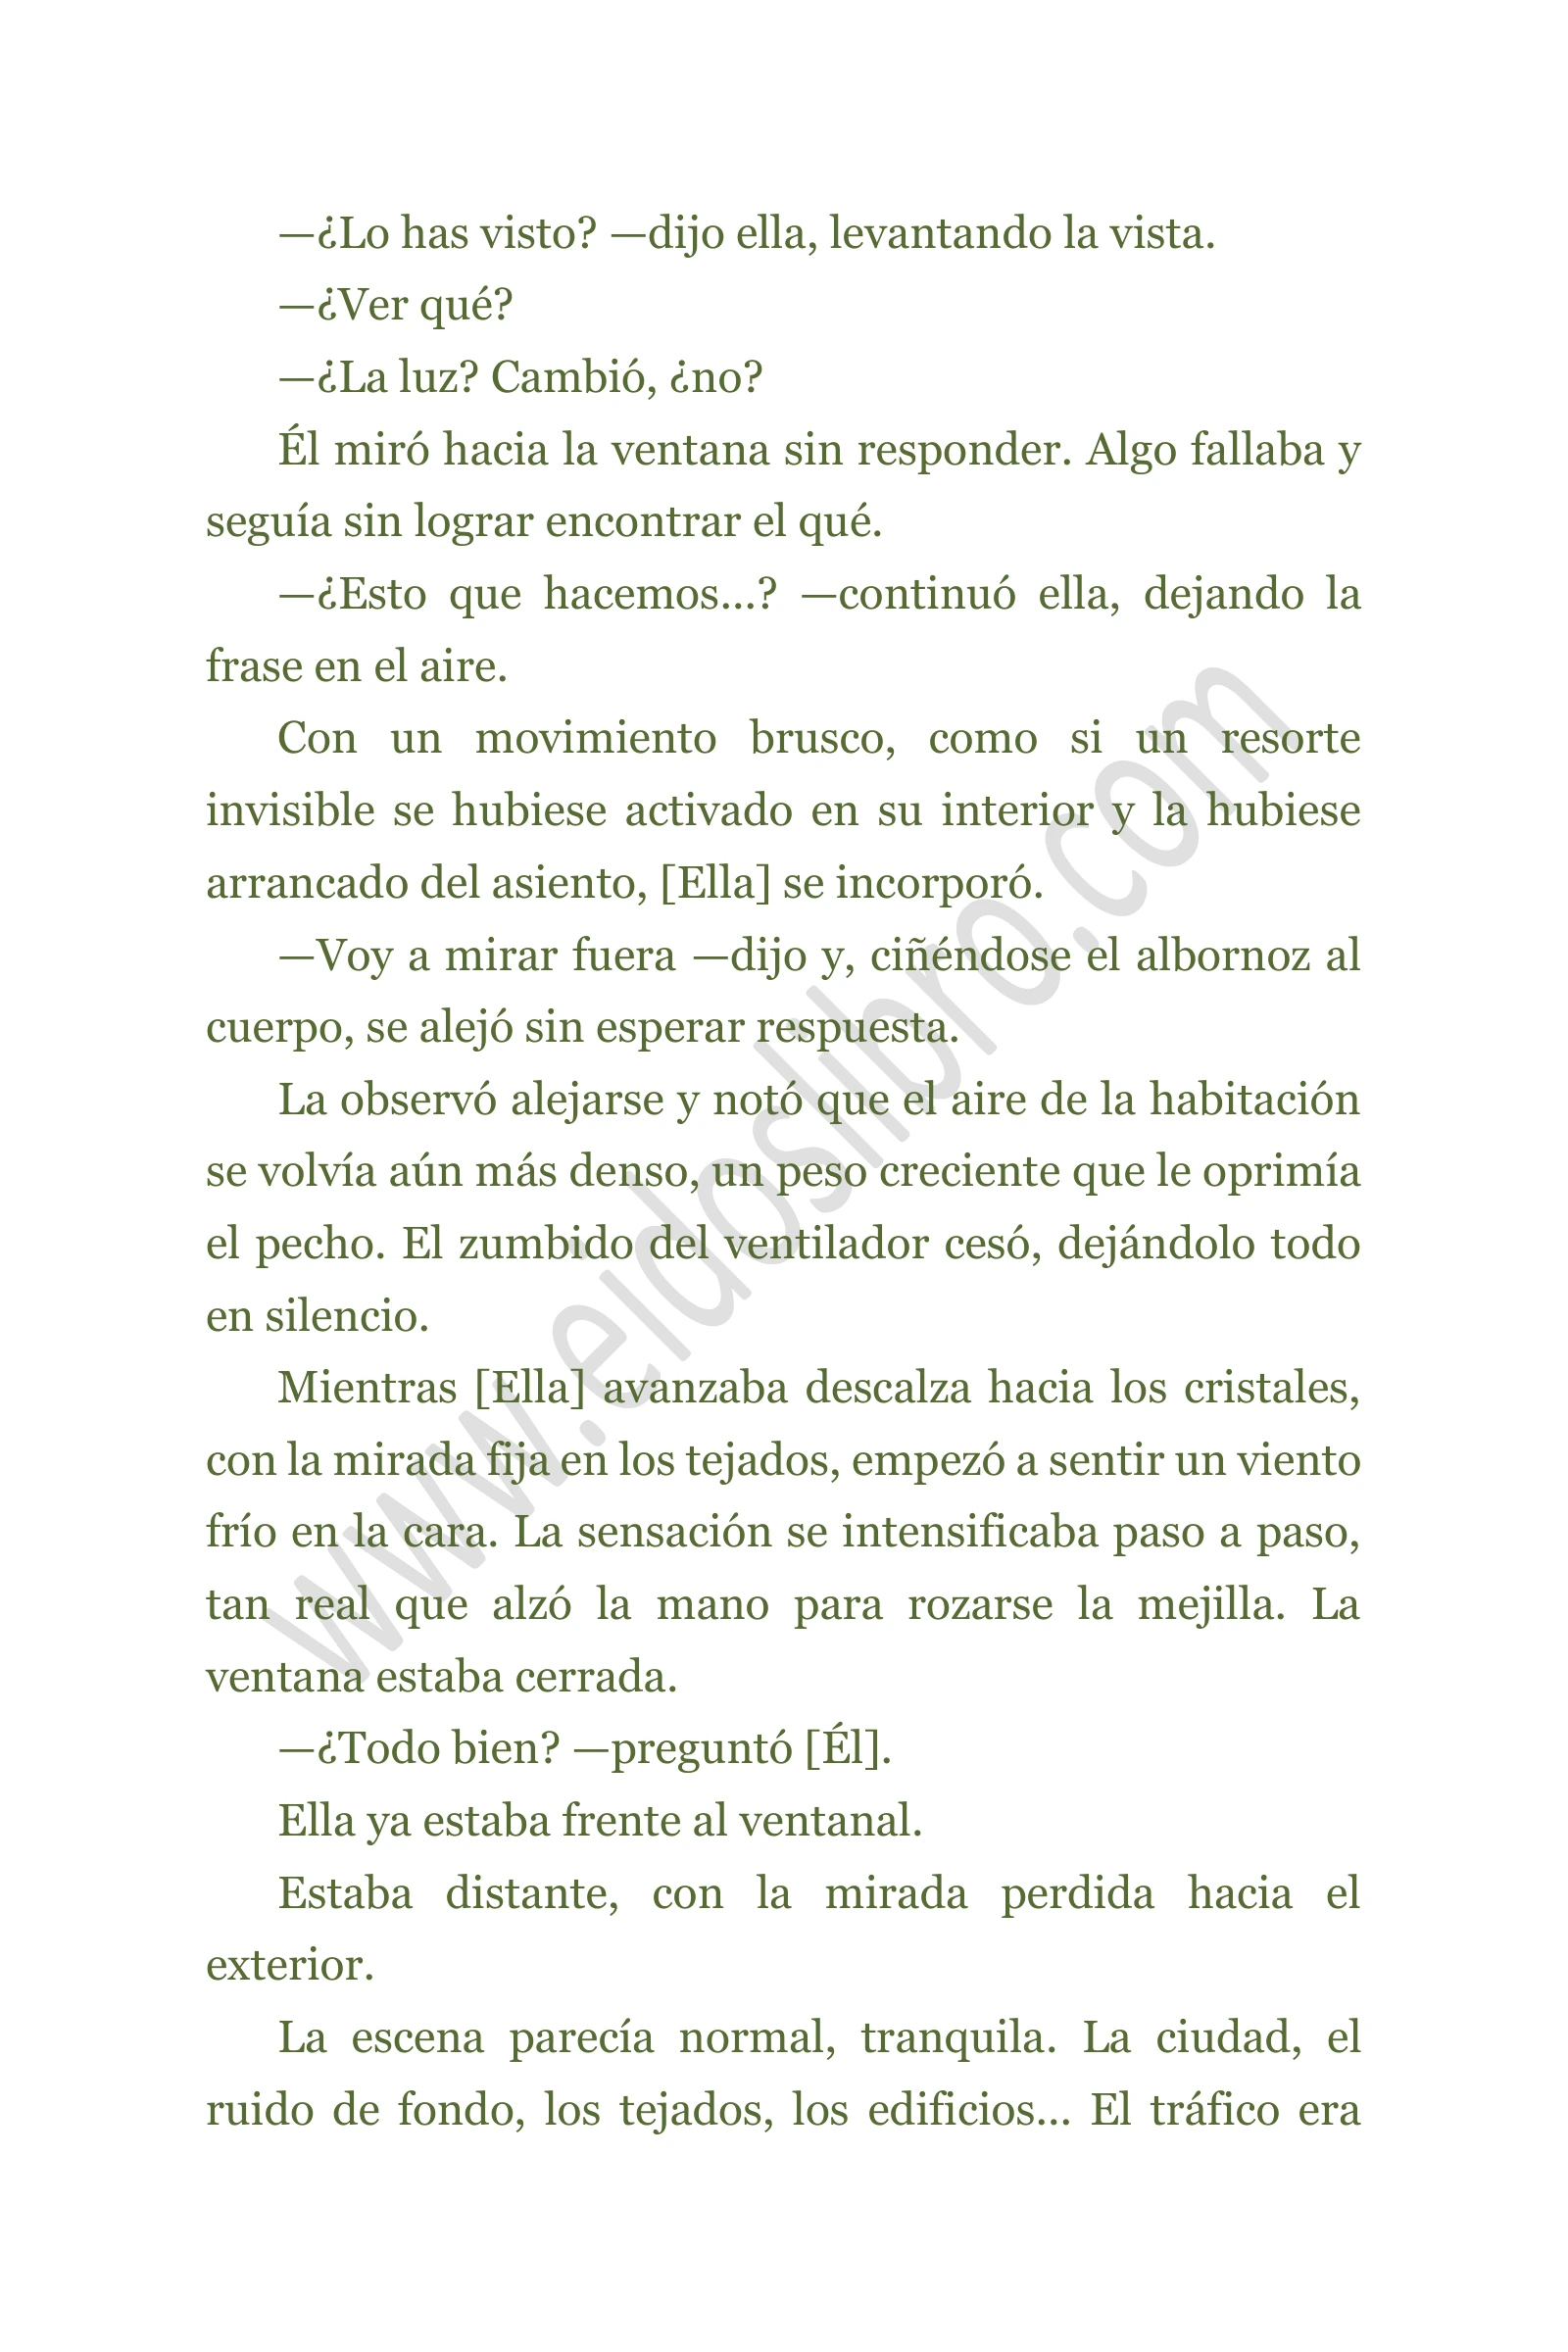 —¿Lo has visto? —dijo ella, levantando la vista.
—¿Ver qué?
—¿La luz? Cambió, ¿no?
Él miró hacia la ventana sin responder. Algo fallaba y
seguía sin lograr encontrar el qué.
—¿Esto que hacemos...? —continuó ella, dejando la
frase en el aire.
Con un movimiento brusco, como si un resorte
invisible se hubiese activado en su interior y la hubiese
arrancado del asiento, [Ella] se incorporó.
—Voy a mirar fuera —dijo y, ciñéndose el albornoz al
cuerpo, se alejó sin esperar respuesta.
La observó alejarse y notó que el aire de la habitación
se volvía aún más denso, un peso creciente que le oprimía
el pecho. El zumbido del ventilador cesó, dejándolo todo
en silencio.
Mientras [Ella] avanzaba descalza hacia los cristales,
con la mirada fija en los tejados, empezó a sentir un viento
frío en la cara. La sensación se intensificaba paso a paso,
tan real que alzó la mano para rozarse la mejilla. La
ventana estaba cerrada.
—¿Todo bien? —preguntó [Él].
Ella ya estaba frente al ventanal.
Estaba distante, con la mirada perdida hacia el
exterior.
La escena parecía normal, tranquila. La ciudad, el
ruido de fondo, los tejados, los edificios... El tráfico era
www.eidoslibro.com